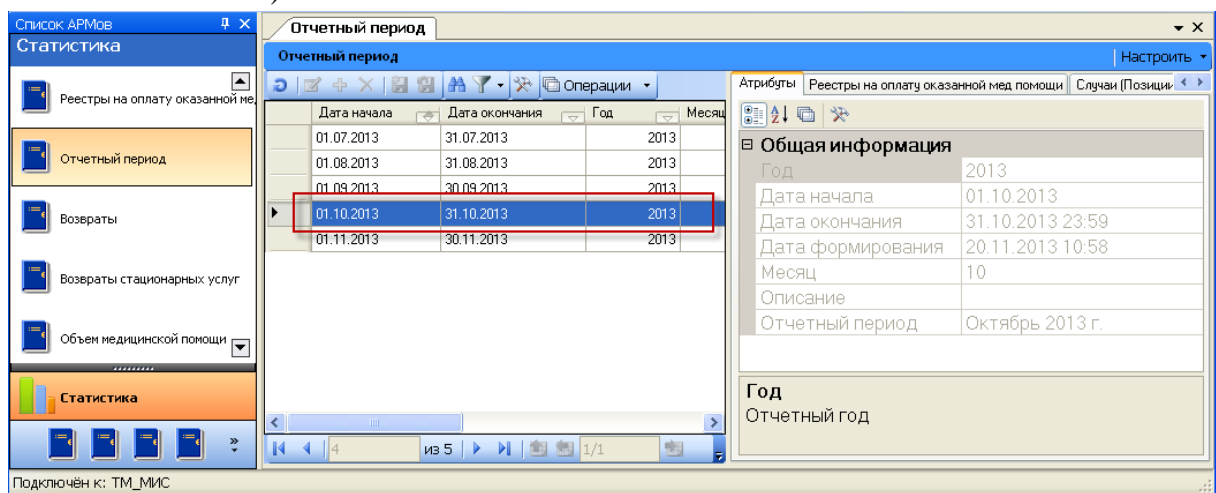 Список АРМов
Статистика
Реестры на оплату оказанной ме
Отчетный период
Возвраты
Возвраты стационарных услуг
Объем медицинской помощи
Статистика
Подключён к: ТМ_МИС
Отчетный период
Отчетный период
Настроить
Операции
Дата начала Дата окончания Год Месяц
01.07.2013 31.07.2013 2013
01.08.2013 31.08.2013 2013
01.09.2013 30.09.2013 2013
01.10.2013 31.10.2013 2013
01.11.2013 30.11.2013 2013
4 из 5 1/1
Атрибуты Реестры на оплату оказанной мед помощи Случаи (Позиции
Общая информация
Год 2013
Дата начала 01.10.2013
Дата окончания 31.10.2013 23:59
Дата формирования 20.11.2013 10:58
Месяц 10
Описание
Отчетный период Октябрь 2013 г.
Год
Отчетный год